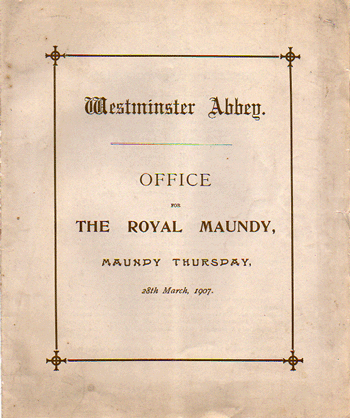 Westminster Abbey.
OFFICE
FOR
THE ROYAL MAUNDY,
MAUNDY THURSDAY,
28th March, 1907.